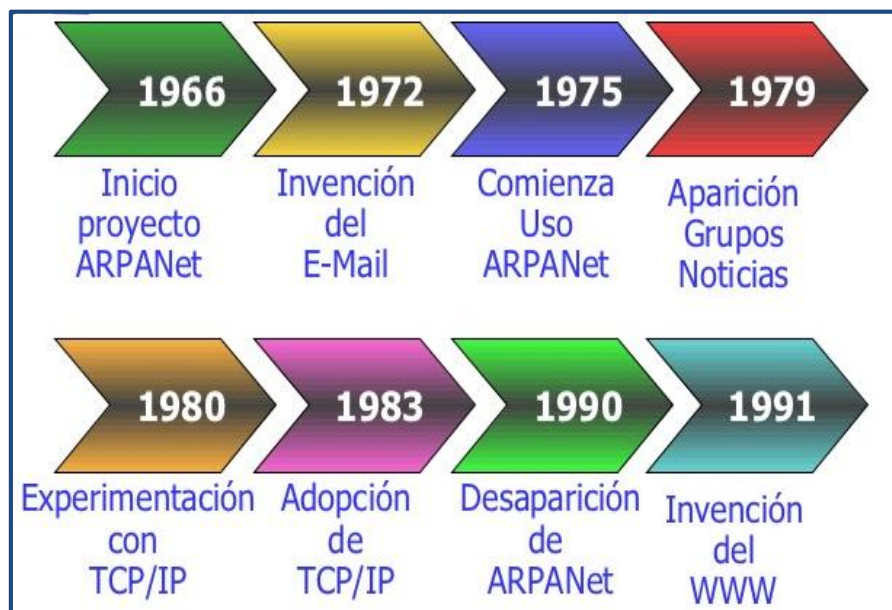 1966
1972
1975
1979
Inicio
proyecto
ARPANet
Invención
del
E-Mail
Comienza
Uso
ARPANet
Aparición
Grupos
Noticias
1980
1983
1990
1991
Experimentación
con
TCP/IP
Adopción
de
TCP/IP
Desaparición
de
ARPANet
Invención
del
WWW